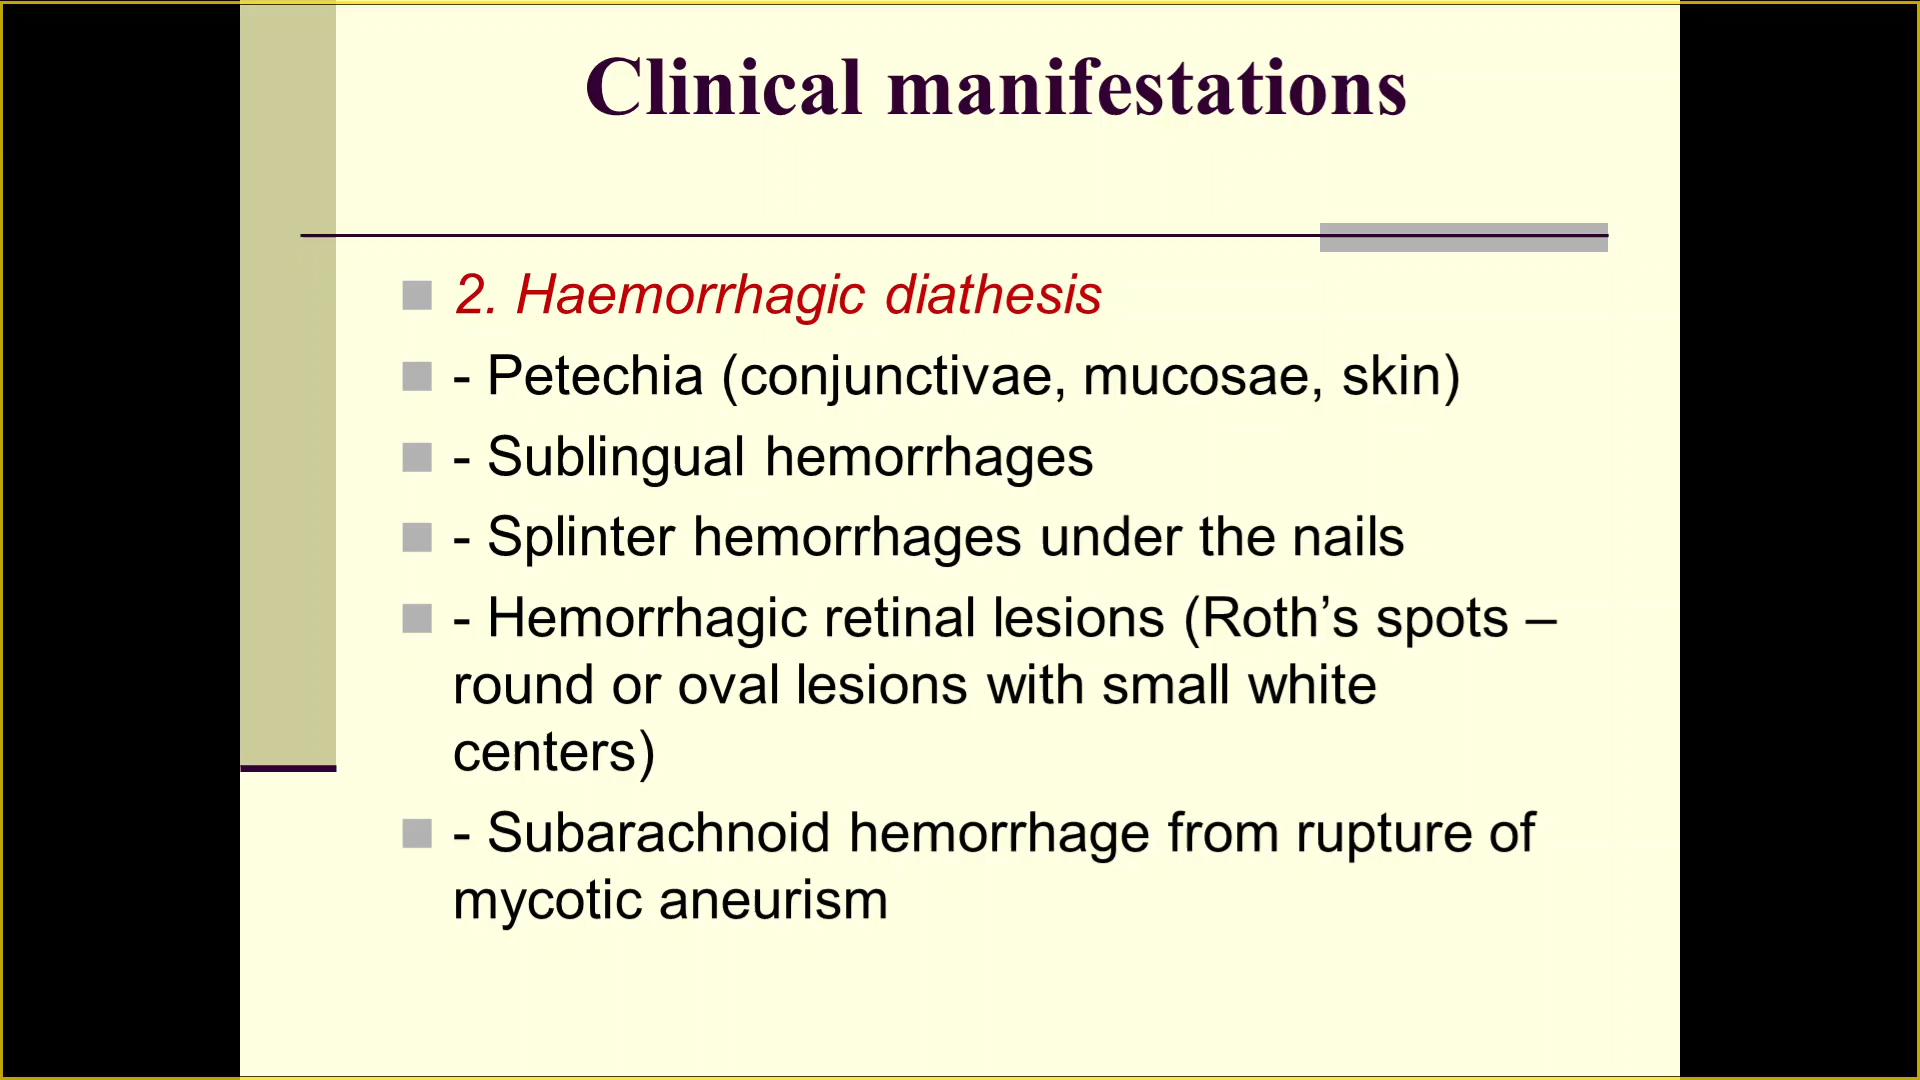 Clinical manifestations
2. Haemorrhagic diathesis
- Petechia (conjunctivae, mucosae, skin)
- Sublingual hemorrhages
- Splinter hemorrhages under the nails
- Hemorrhagic retinal lesions (Roth’s spots –
round or oval lesions with small white
centers)
- Subarachnoid hemorrhage from rupture of
mycotic aneurism